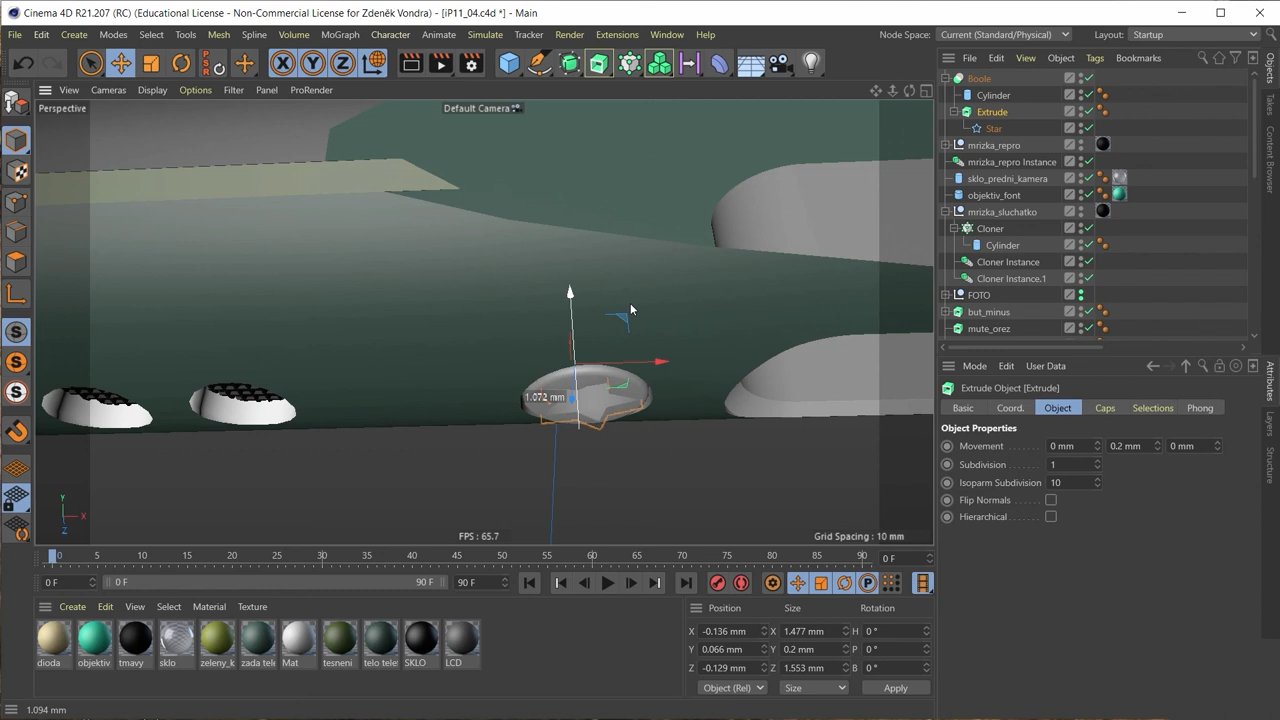 Cinema 4D R21.207 (RC) (Educational License - Non-Commercial License for Zdeněk Vondra) - [iP11_04.c4d *] - Main
File Edit Create Modes Select Tools Mesh Spline Volume MoGraph Character Animate Simulate Tracker Render Extensions Window Help
Node Space: Current (Standard/Physical) Layout: Startup
PSR
X Y Z
View Cameras Display Options Filter Panel ProRender
Perspective
Default Camera
1.072 mm
Y
X
Z
FPS : 65.7
Grid Spacing : 10 mm
File Edit View Object Tags Bookmarks
Boole
Cylinder
Extrude
Star
mrizka_repro
mrizka_repro Instance
sklo_predni_kamera
objektiv_font
mrizka_sluchatko
Cloner
Cylinder
Cloner Instance
Cloner Instance.1
FOTO
but_minus
mute_orez
Objects
Takes
Content Browser
Mode Edit User Data
Extrude Object [Extrude]
Basic Coord. Object Caps Selections Phong
Object Properties
Movement . . . . . . . 0 mm 0.2 mm 0 mm
Subdivision . . . . . . 1
Isoparm Subdivision 10
Flip Normals . . . . .
Hierarchical . . . . . .
Attributes
Layers
Structure
0 5 10 15 20 25 30 35 40 45 50 55 60 65 70 75 80 85 90 0 F
0 F 0 F 90 F 90 F
Create Edit View Select Material Texture
dioda objektiv tmavy sklo zeleny_k zada tele Mat tesneni telo telef SKLO LCD
Position Size Rotation
X -0.136 mm X 1.477 mm H 0 °
Y 0.066 mm Y 0.2 mm P 0 °
Z -0.129 mm Z 1.553 mm B 0 °
Object (Rel) Size Apply
1.094 mm